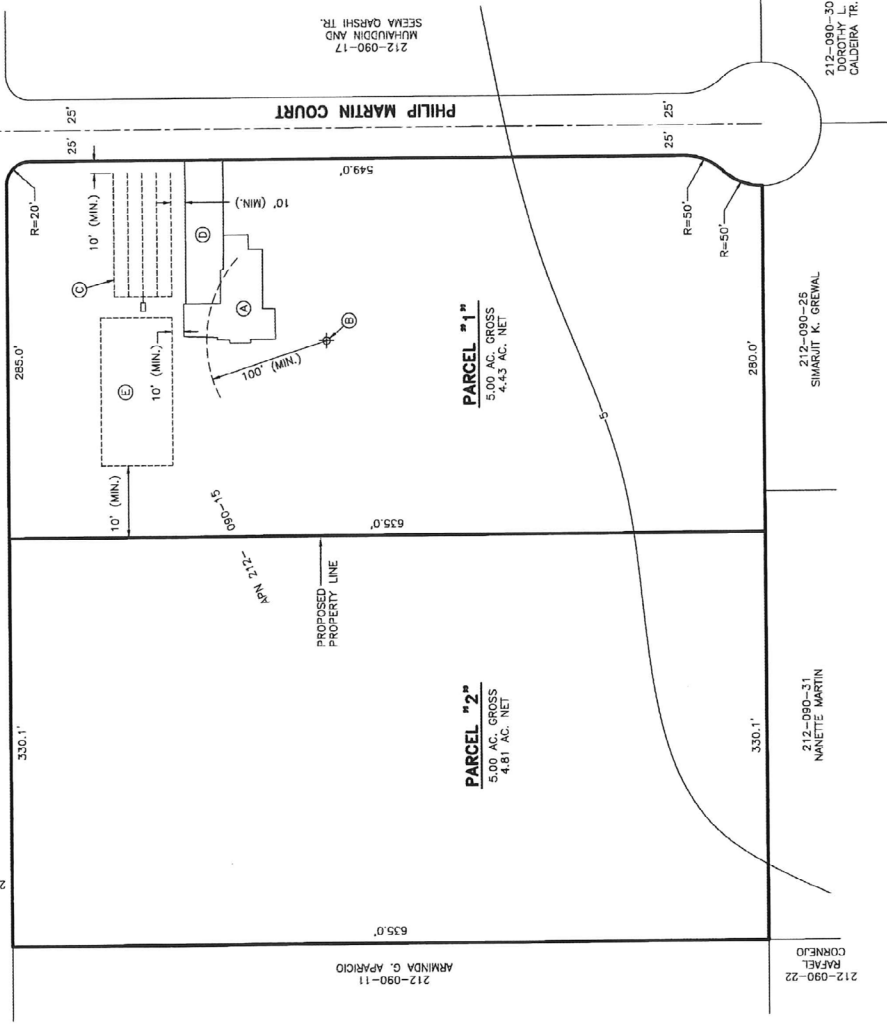 212-090-17
MUHAIUDDIN AND
SEEMA QARSHI TR.
212-090-30
DOROTHY L.
CALDEIRA TR.
25'
25'
PHILIP MARTIN COURT
25'
25'
R=20'
10' (MIN.)
549.0'
10' (MIN.)
C
D
A
B
E
10' (MIN.)
100' (MIN.)
10' (MIN.)
285.0'
R=50'
R=50'
PARCEL "1"
5.00 AC. GROSS
4.43 AC. NET
280.0'
212-090-25
SIMARJIT K. GREWAL
5
635.0'
APN 212-
090-15
PROPOSED
PROPERTY LINE
330.1'
PARCEL "2"
5.00 AC. GROSS
4.81 AC. NET
330.1'
212-090-31
NANETTE MARTIN
2
635.0'
212-090-11
ARMINDA G. APARICIO
212-090-22
RAFAEL
CORNEJO